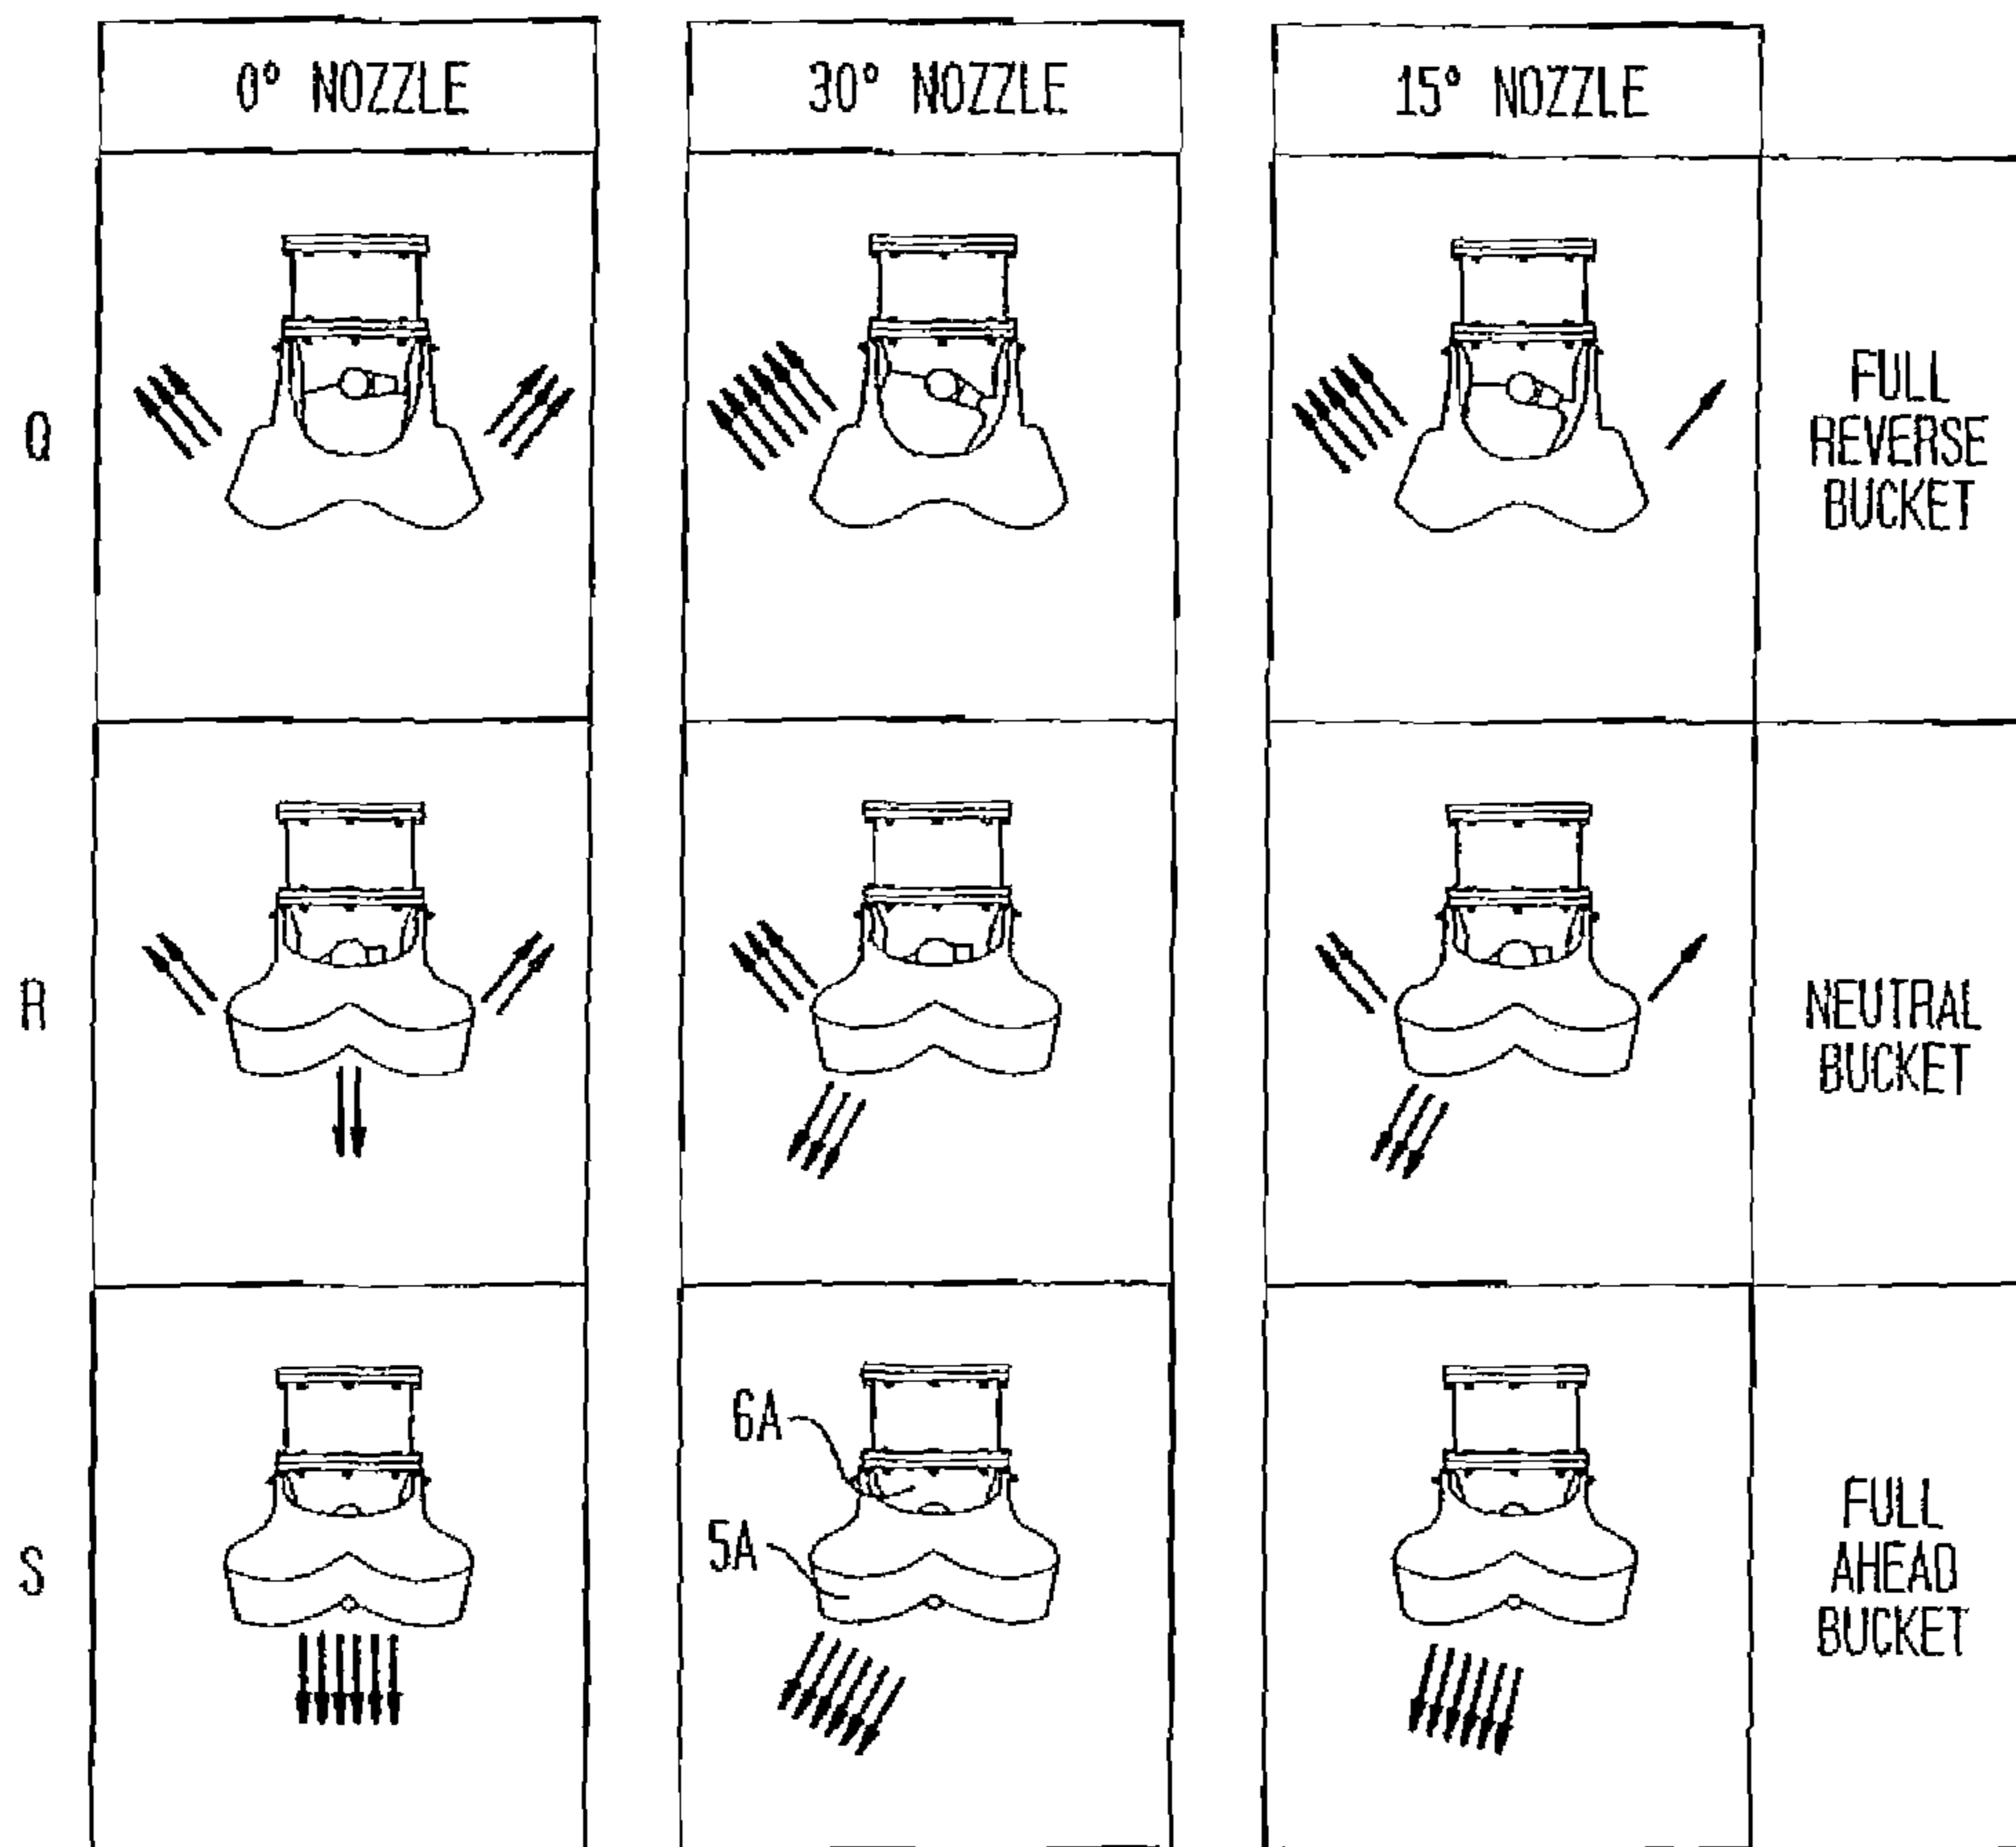 0° NOZZLE
30° NOZZLE
15° NOZZLE
Q
FULL
REVERSE
BUCKET
R
NEUTRAL
BUCKET
6A
5A
S
FULL
AHEAD
BUCKET